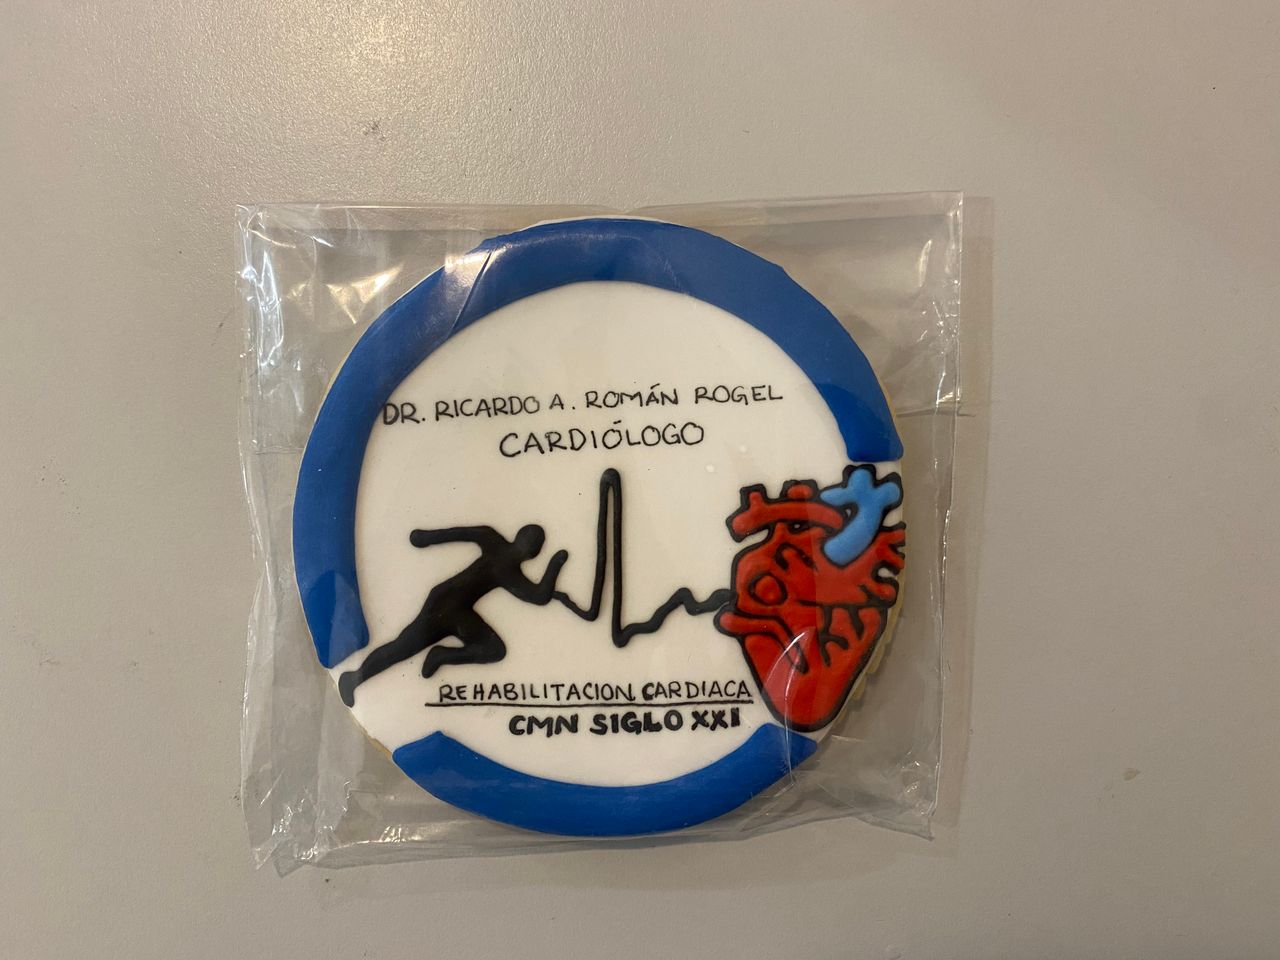 DR. RICARDO A. ROMÁN ROGEL
CARDIÓLOGO
REHABILITACION CARDIACA
CMN SIGLO XXI